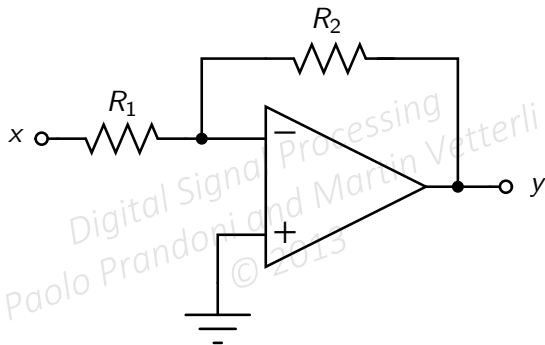 R2
R1
x
−
+
y
Digital Signal Processing
Paolo Prandoni and Martin Vetterli
© 2013